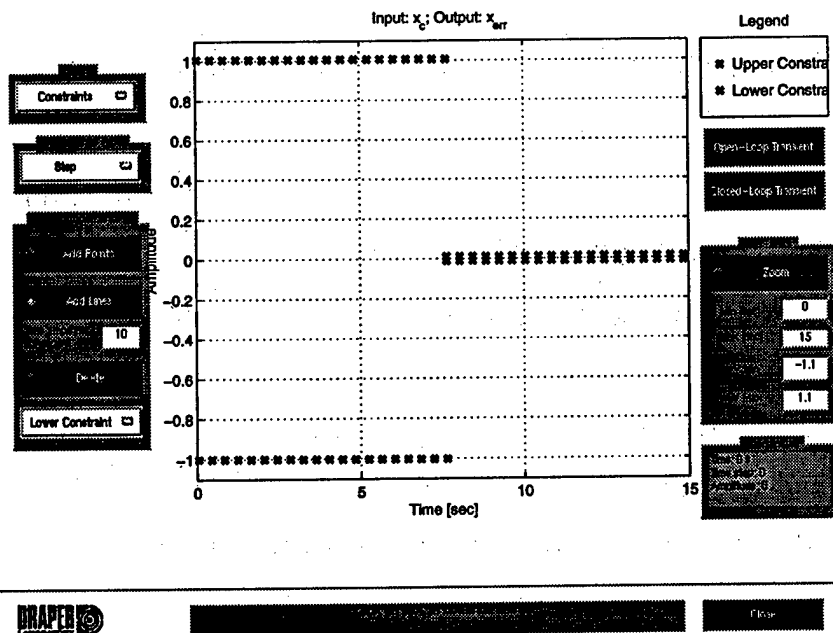 Input: x_c; Output: x_err
Legend
Upper Constra
Lower Constra
Constraints
Step
Add Points
Add Lines
10
Delete
Lower Constraint
Amplitude
1
0.8
0.6
0.4
0.2
0
-0.2
-0.4
-0.6
-0.8
-1
0
5
10
15
Time [sec]
Open-Loop Transient
Closed-Loop Transient
Zoom
0
15
-1.1
1.1
DRAPER
Close